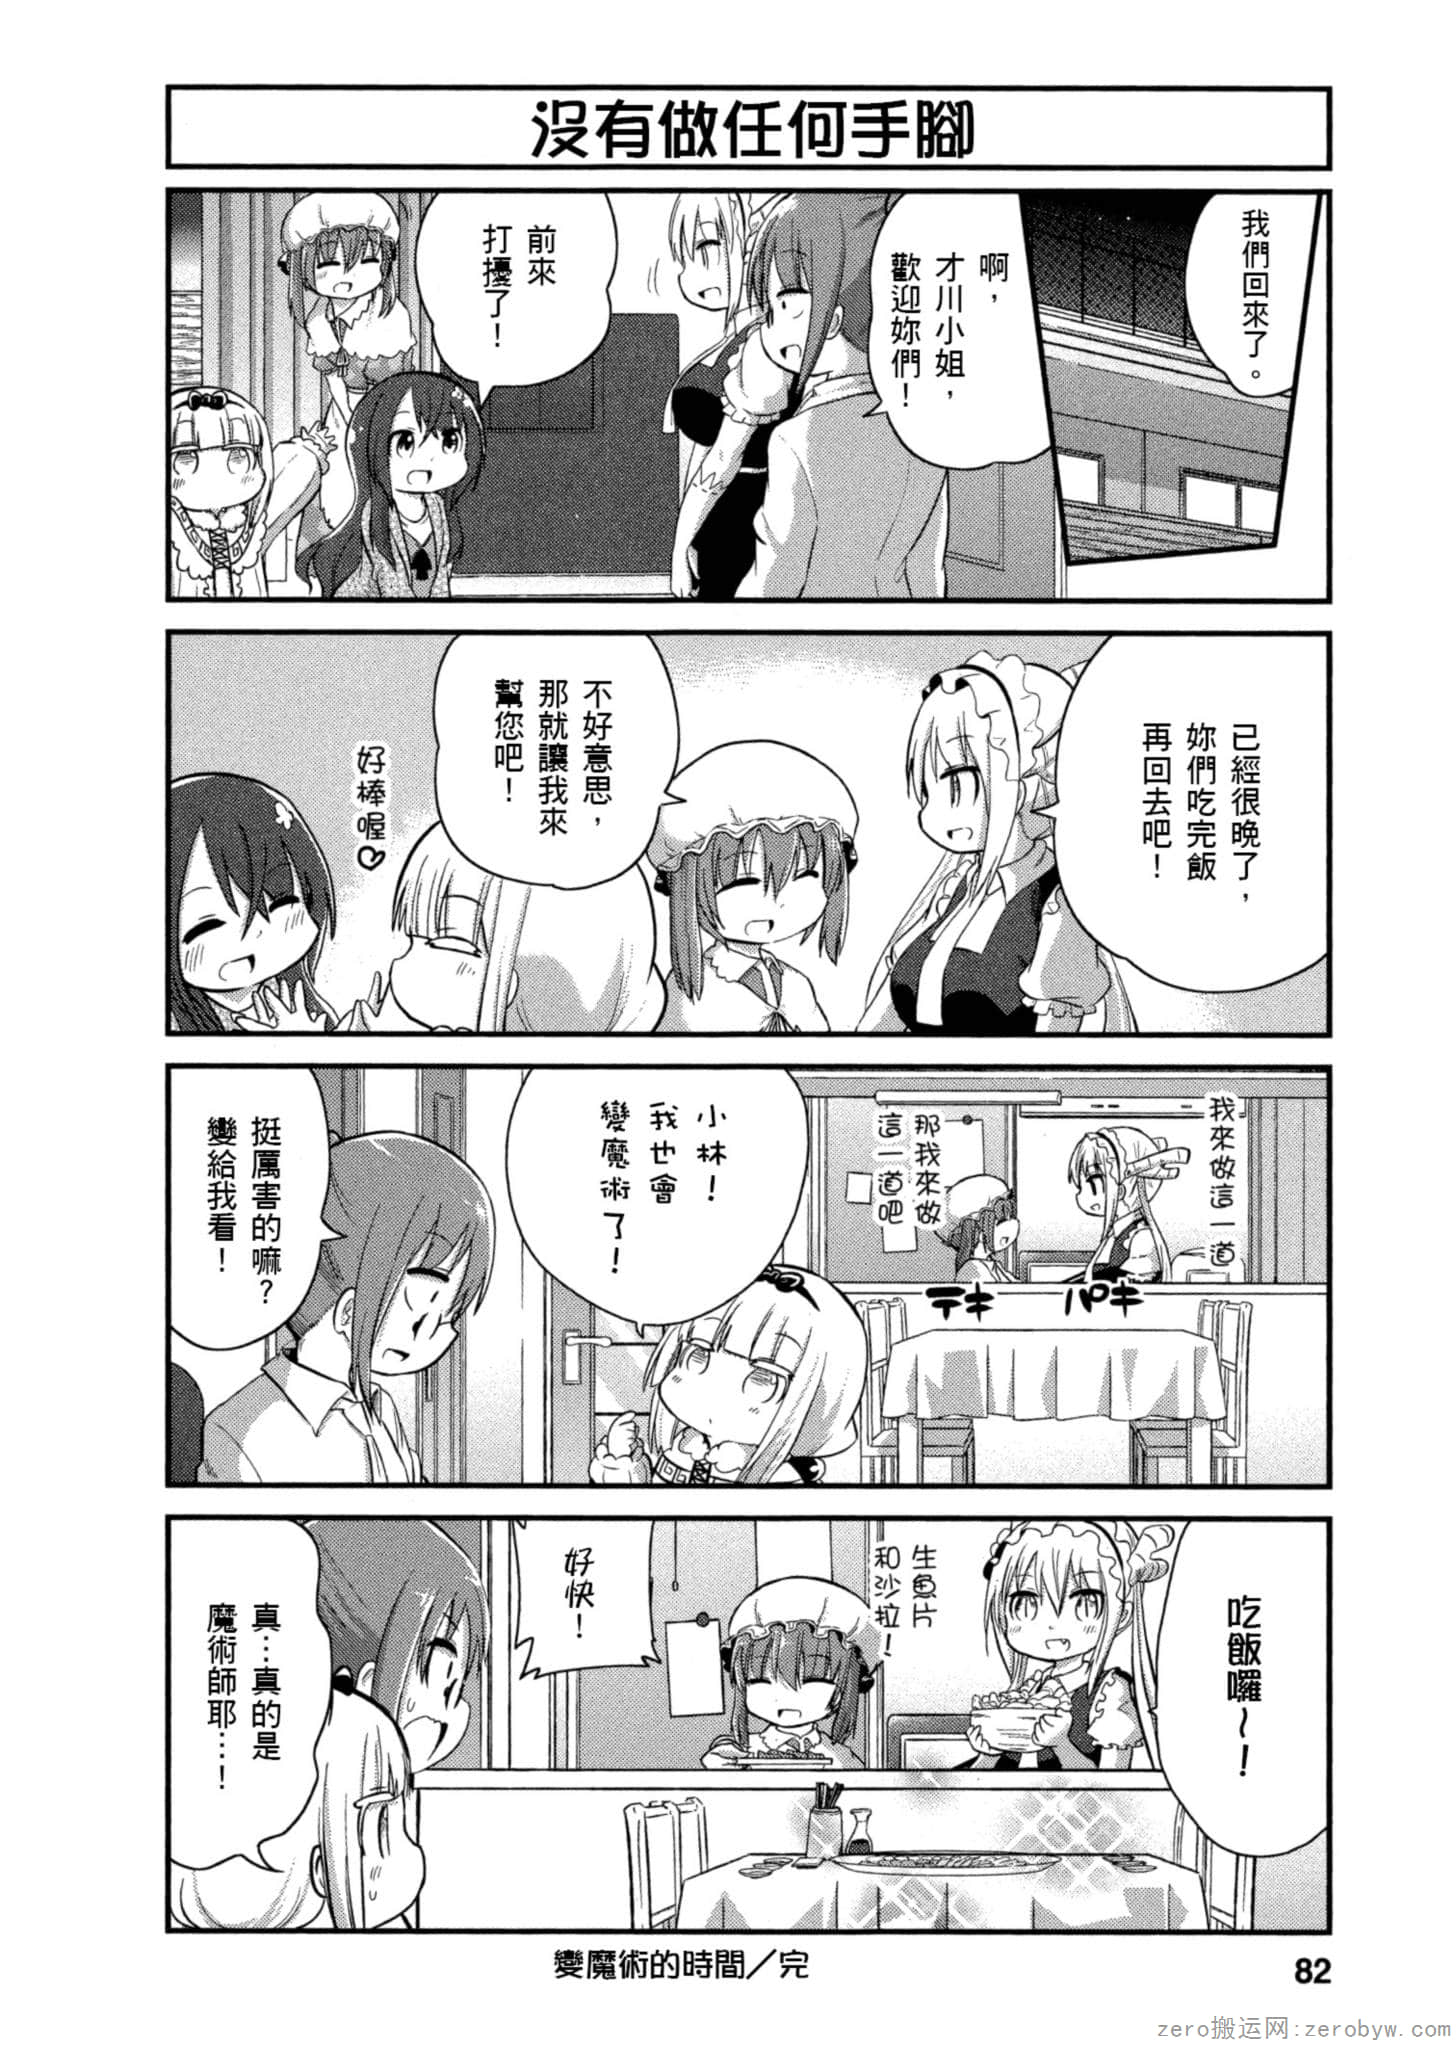 沒有做任何手腳
我們回來了。
啊，
才川小姐，
歡迎妳們！
前來
打擾了！
已經很晚了，
妳們吃完飯
再回去吧！
不好意思，
那就讓我來
幫您吧！
好棒喔♡
我來做這一道
那我來做
這一道吧
パキ
テキ
小林！
我也會
變魔術了！
挺厲害的嘛？
變給我看！
吃飯囉～！
生魚片
和沙拉！
好快！
真…真的是
魔術師耶…！
變魔術的時間／完
82
zero搬运网:zerobyw.com